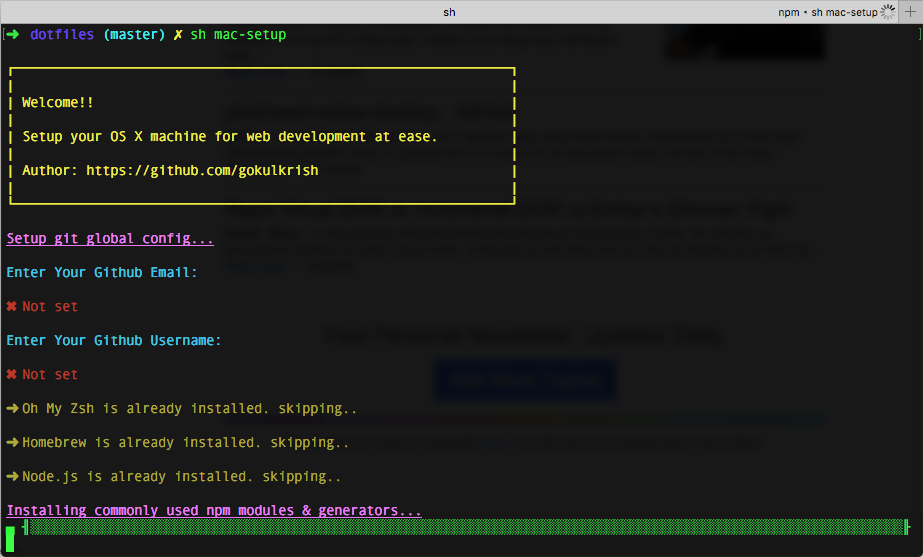 sh
npm • sh mac-setup
➜ dotfiles (master) ✗ sh mac-setup
Welcome!!
Setup your OS X machine for web development at ease.
Author: https://github.com/gokulkrish
Setup git global config...
Enter Your Github Email:
✖ Not set
Enter Your Github Username:
✖ Not set
➜ Oh My Zsh is already installed. skipping..
➜ Homebrew is already installed. skipping..
➜ Node.js is already installed. skipping..
Installing commonly used npm modules & generators...